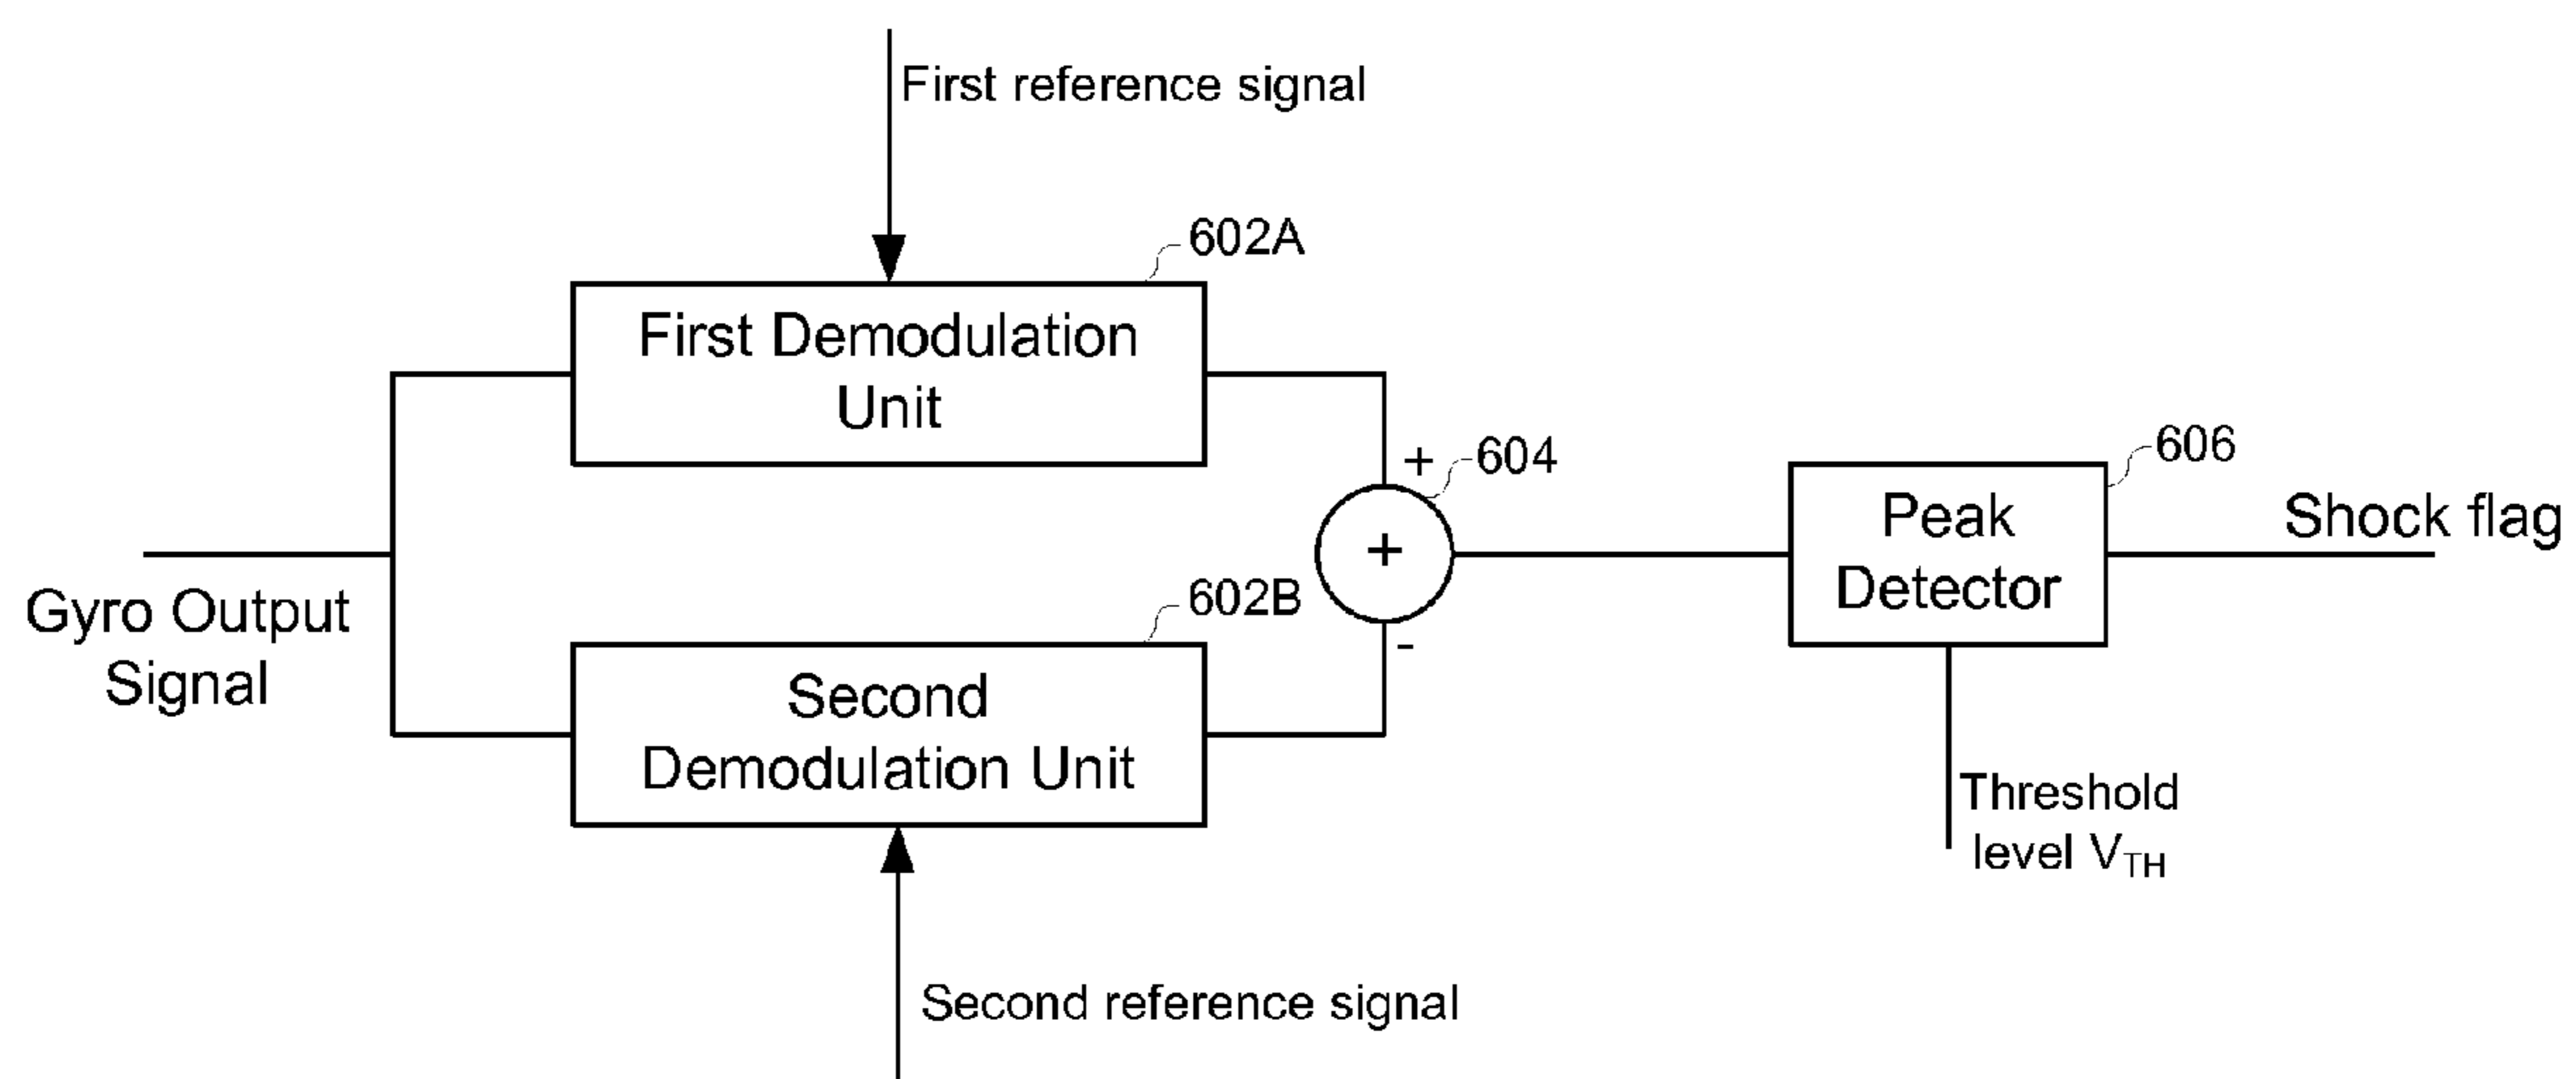 First reference signal
602A
First Demodulation
Unit
+
604
606
Peak
Detector
Shock flag
+
Gyro Output
Signal
602B
-
Second
Demodulation Unit
Threshold
level VTH
Second reference signal